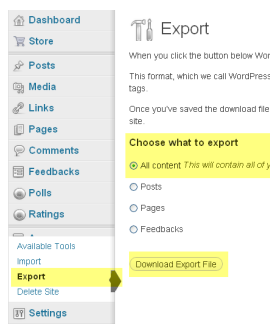 Dashboard
Store
Posts
Media
Links
Pages
Comments
Feedbacks
Polls
Ratings
Available Tools
Import
Export
Delete Site
Settings
Export
When you click the button below Wor
This format, which we call WordPress
tags.
Once you've saved the download file
site.
Choose what to export
All content This will contain all of y
Posts
Pages
Feedbacks
Download Export File